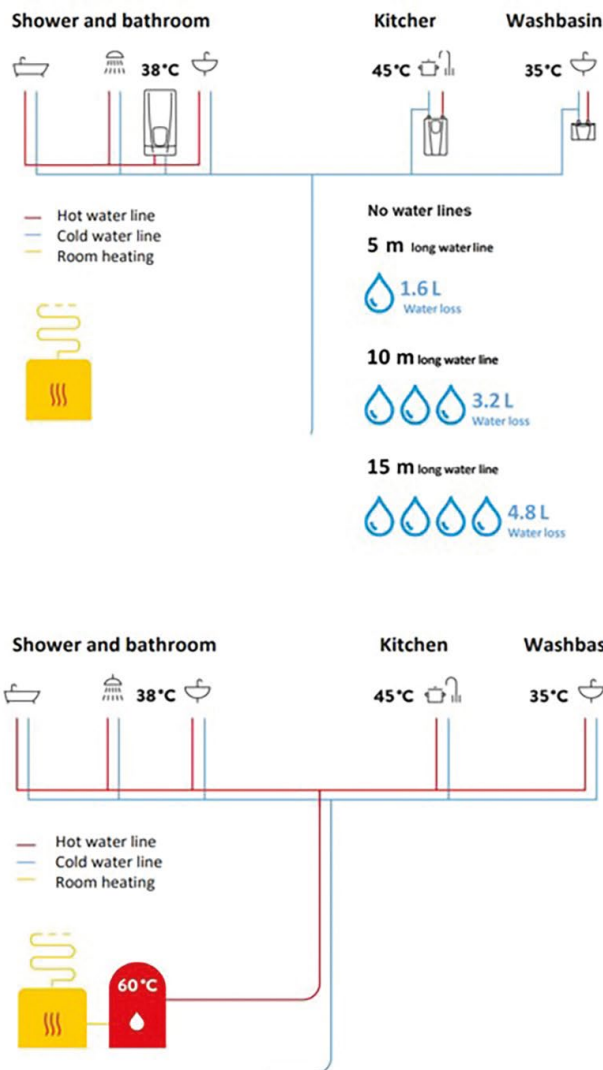 Shower and bathroom
Kitcher
Washbasin
38°C
45°C
35°C
Hot water line
Cold water line
Room heating
No water lines
5 m long water line
1.6 L
Water loss
10 m long water line
3.2 L
Water loss
15 m long water line
4.8 L
Water loss
Shower and bathroom
Kitchen
Washbas
38°C
45°C
35°C
Hot water line
Cold water line
Room heating
60°C